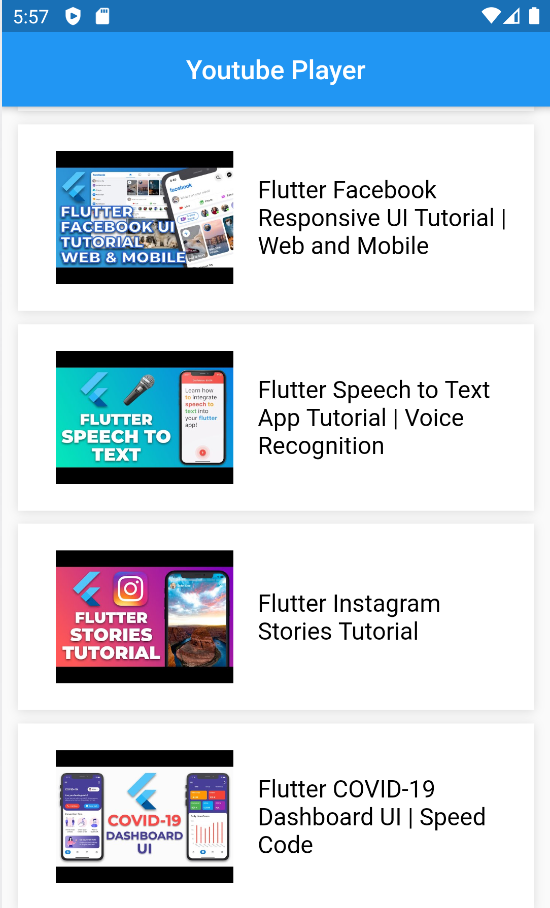 5:57
Youtube Player
FLUTTER
FACEBOOK UI
TUTORIAL
WEB & MOBILE
facebook
Flutter Facebook
Responsive UI Tutorial |
Web and Mobile
FLUTTER
SPEECH TO
TEXT
Learn how
to integrate
speech to
text into
your flutter
app!
Flutter Speech to Text
App Tutorial | Voice
Recognition
FLUTTER
STORIES
TUTORIAL
Flutter Instagram
Stories Tutorial
COVID-19
DASHBOARD
UI
Flutter COVID-19
Dashboard UI | Speed
Code